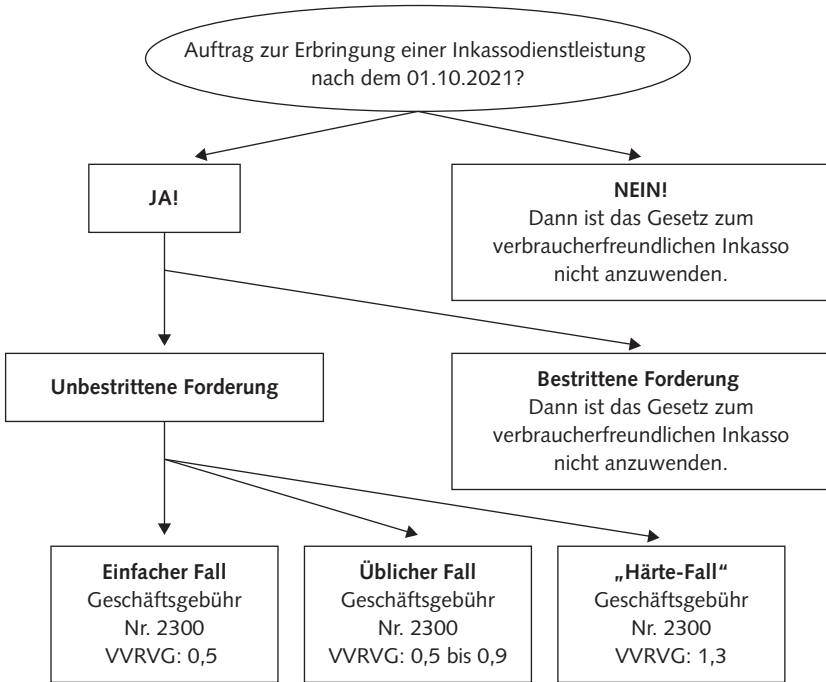 Auftrag zur Erbringung einer Inkassodienstleistung
nach dem 01.10.2021?
JA!
NEIN!
Dann ist das Gesetz zum
verbraucherfreundlichen Inkasso
nicht anzuwenden.
Unbestrittene Forderung
Bestrittene Forderung
Dann ist das Gesetz zum
verbraucherfreundlichen Inkasso
nicht anzuwenden.
Einfacher Fall
Geschäftsgebühr
Nr. 2300
VVRVG: 0,5
Üblicher Fall
Geschäftsgebühr
Nr. 2300
VVRVG: 0,5 bis 0,9
„Härte-Fall“
Geschäftsgebühr
Nr. 2300
VVRVG: 1,3